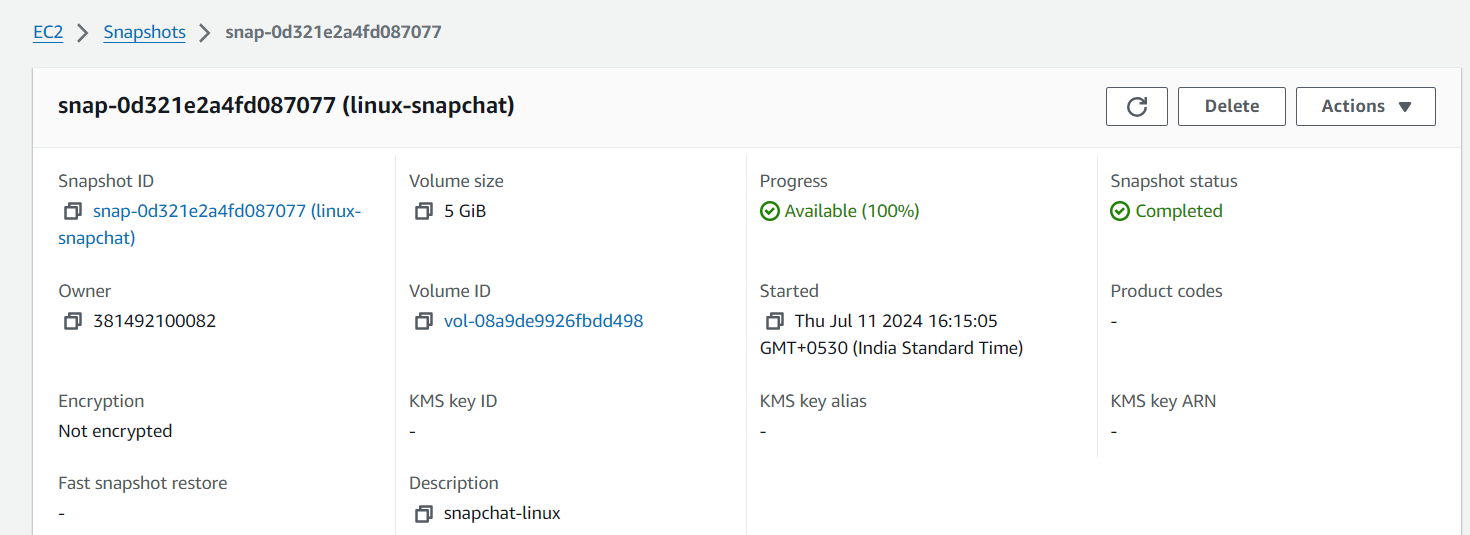 EC2 > Snapshots > snap-0d321e2a4fd087077
snap-0d321e2a4fd087077 (linux-snapchat)
Delete
Actions
Snapshot ID
snap-0d321e2a4fd087077 (linux-
snapchat)
Volume size
5 GiB
Progress
Available (100%)
Snapshot status
Completed
Owner
381492100082
Volume ID
vol-08a9de9926fbdd498
Started
Thu Jul 11 2024 16:15:05
GMT+0530 (India Standard Time)
Product codes
-
Encryption
Not encrypted
KMS key ID
-
KMS key alias
-
KMS key ARN
-
Fast snapshot restore
-
Description
snapchat-linux